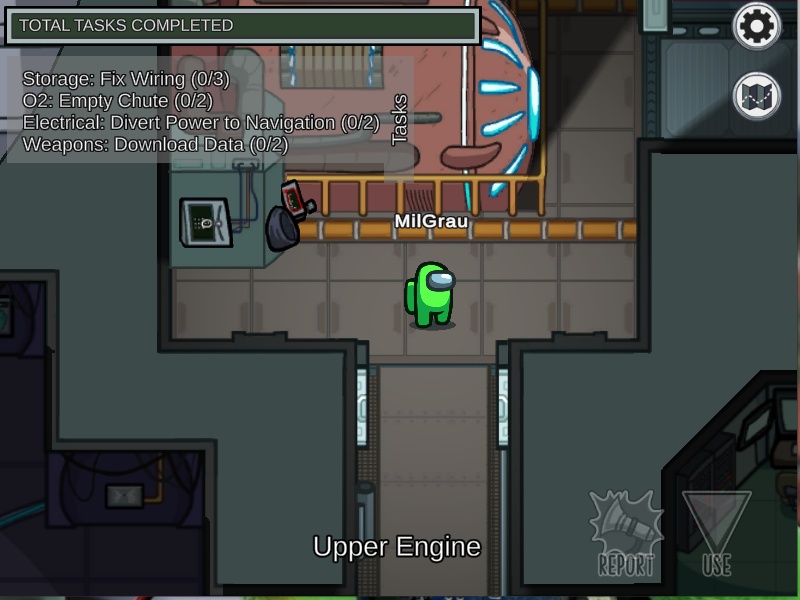 TOTAL TASKS COMPLETED
Storage: Fix Wiring (0/3)
O2: Empty Chute (0/2)
Electrical: Divert Power to Navigation (0/2)
Weapons: Download Data (0/2)
Tasks
MilGrau
Upper Engine
REPORT
USE